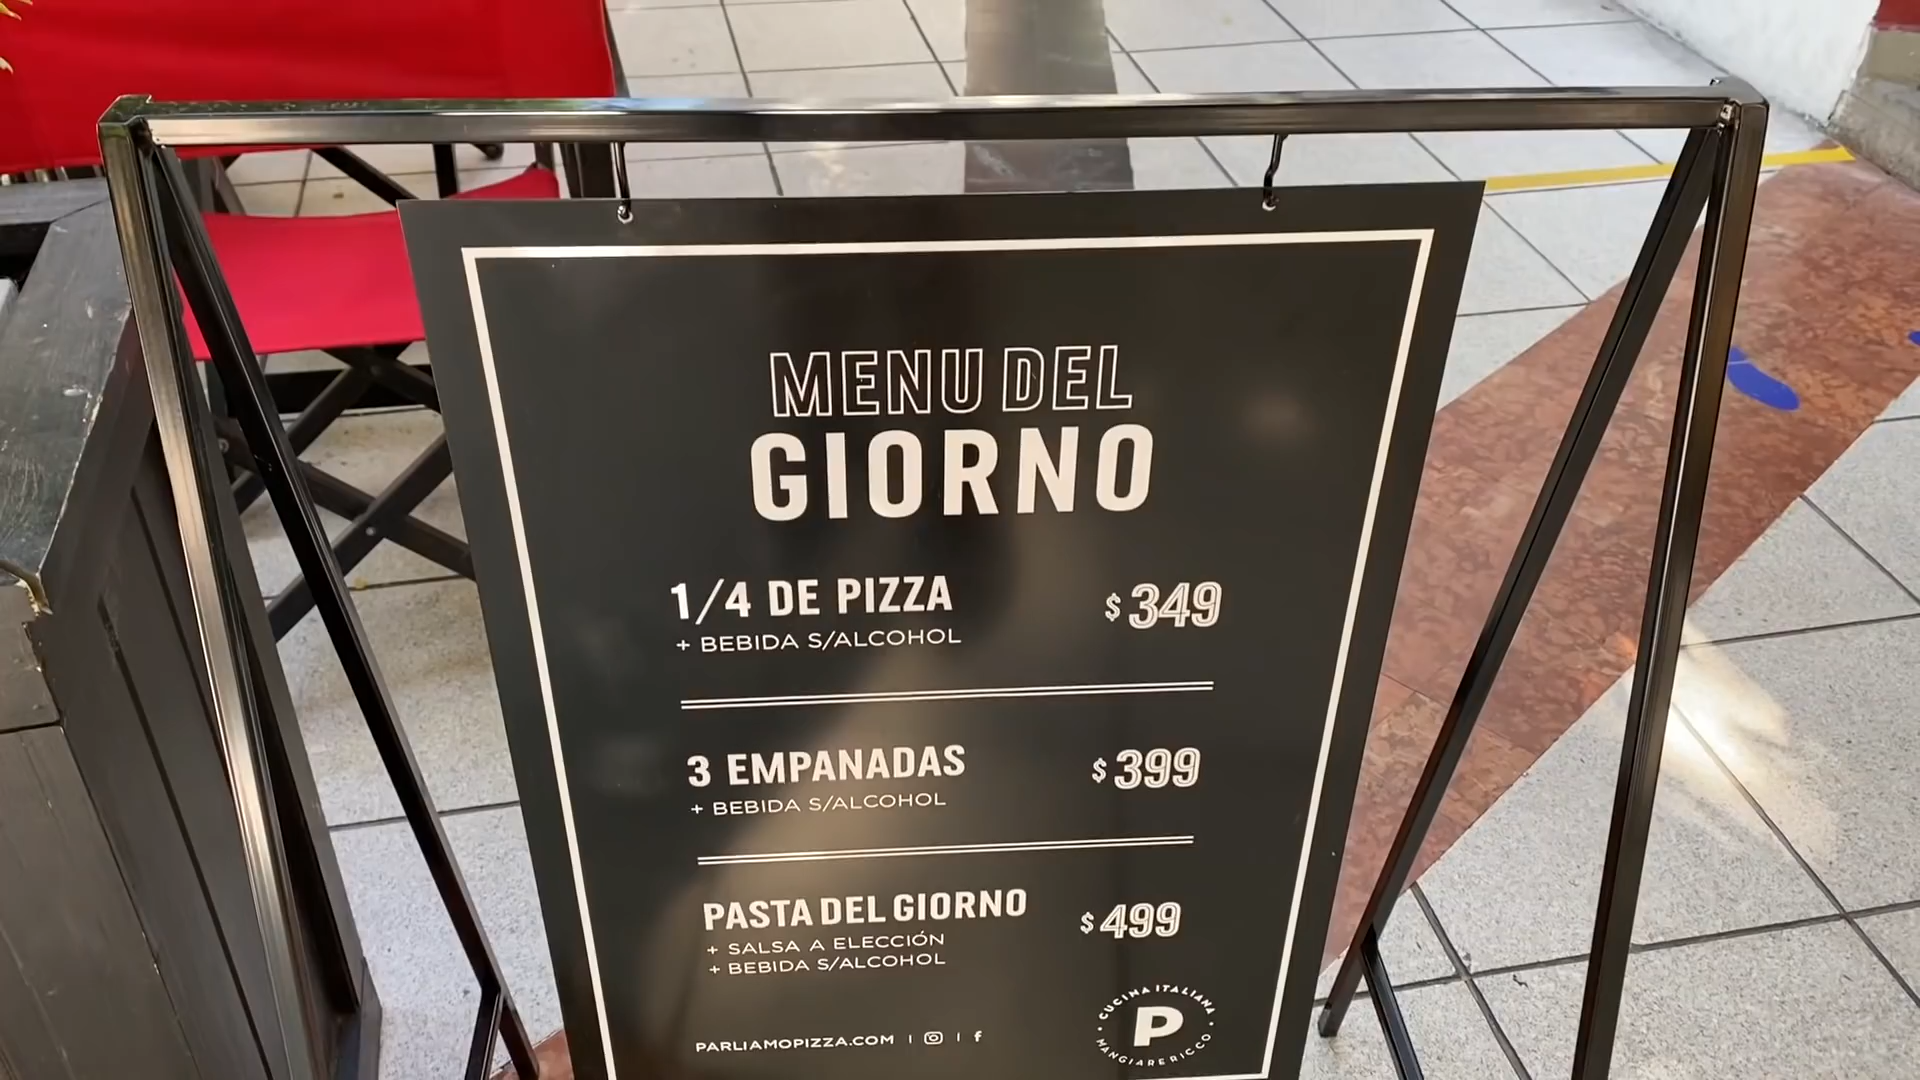 MENU DEL
GIORNO
1/4 DE PIZZA $349
+ BEBIDA S/ALCOHOL
3 EMPANADAS $399
+ BEBIDA S/ALCOHOL
PASTA DEL GIORNO $499
+ SALSA A ELECCIÓN
+ BEBIDA S/ALCOHOL
PARLIAMOPIZZA.COM | | f
CUCINA ITALIANA
P
MANGIARE RICCO